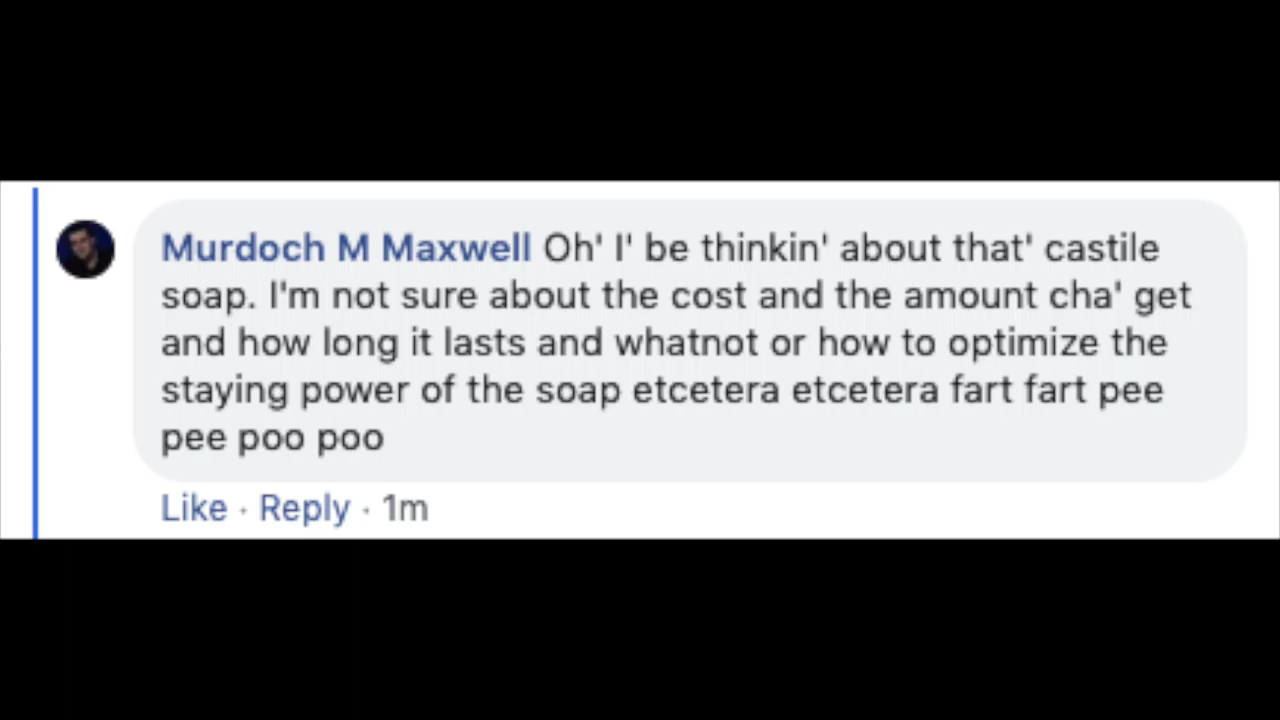 Murdoch M Maxwell Oh' I' be thinkin' about that' castile
soap. I'm not sure about the cost and the amount cha' get
and how long it lasts and whatnot or how to optimize the
staying power of the soap etcetera etcetera fart fart pee
pee poo poo
Like · Reply · 1m